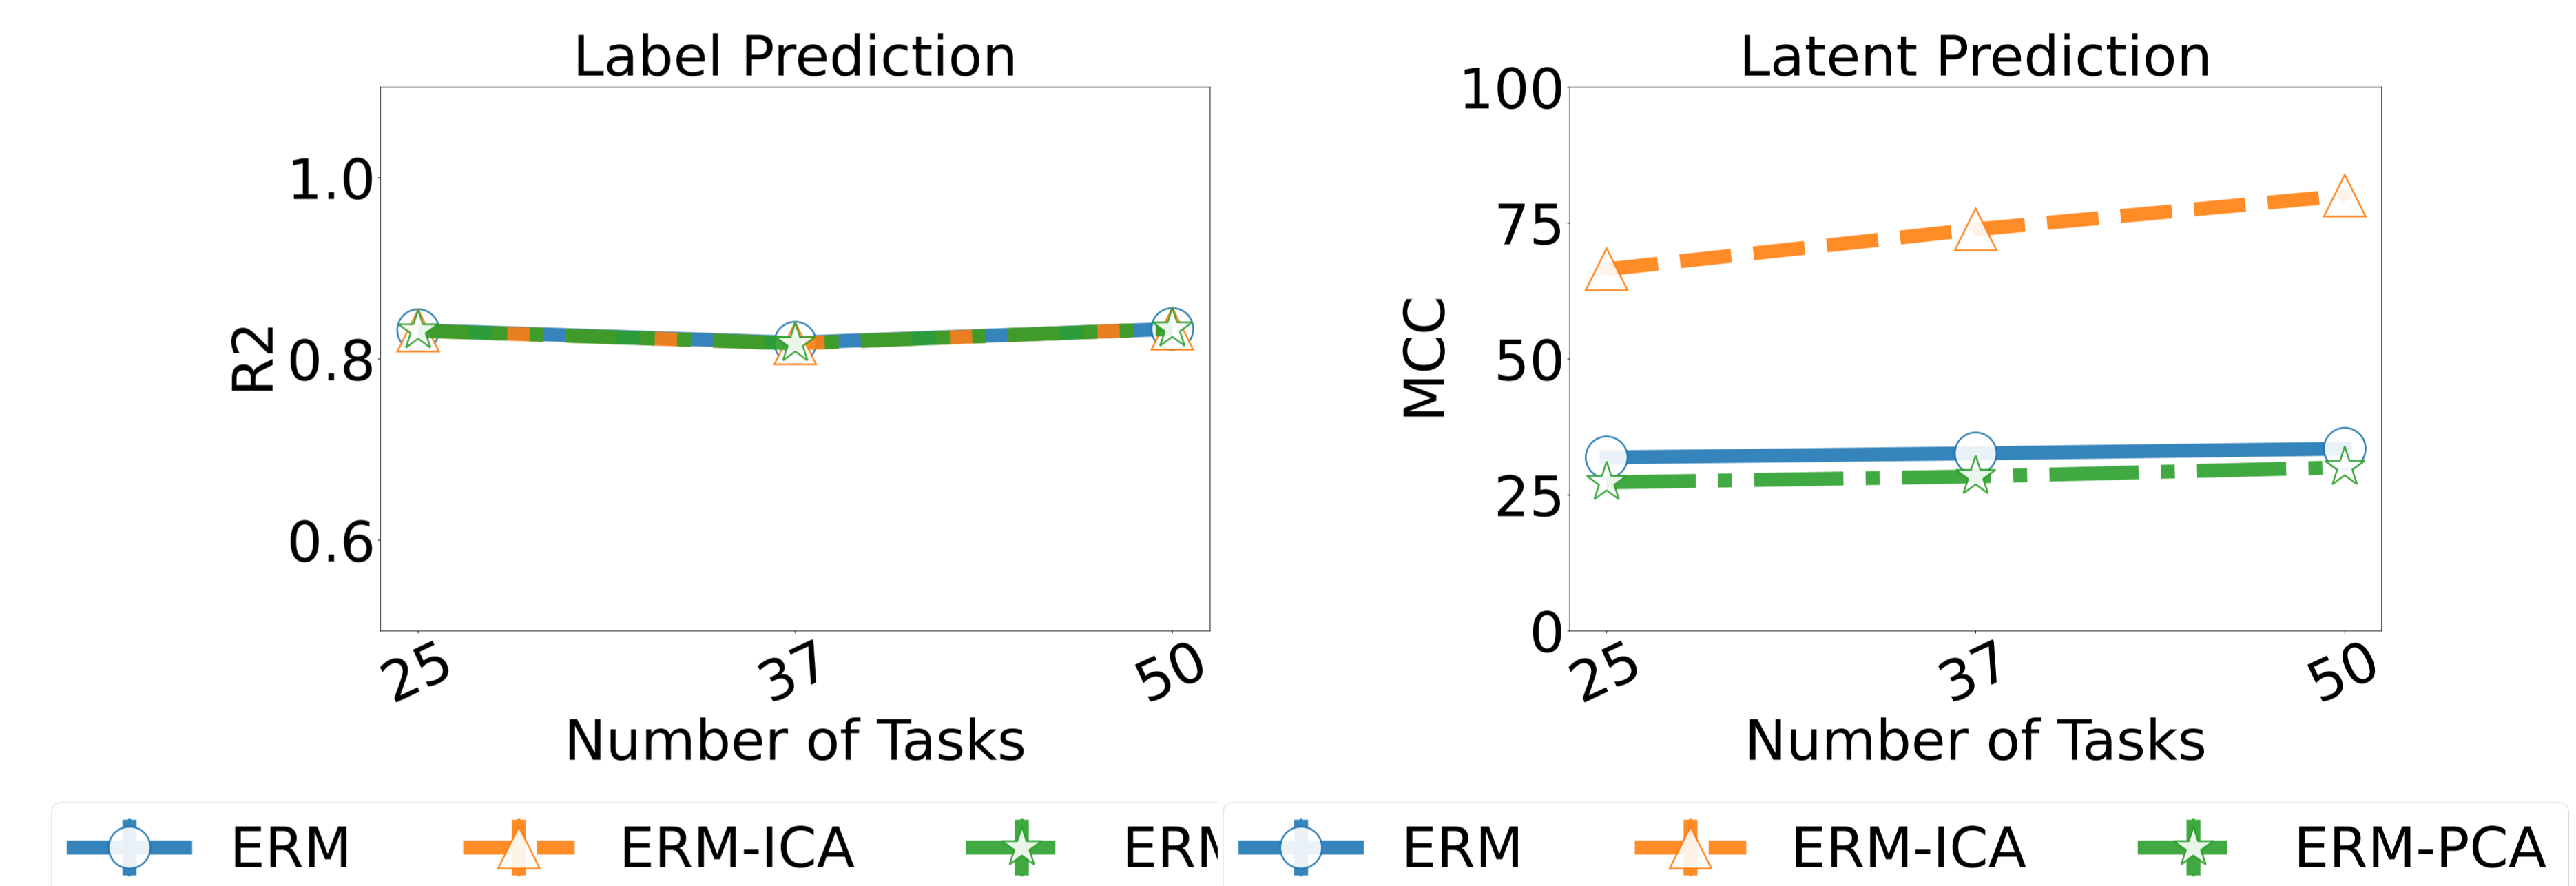 Label Prediction
1.0
0.8
0.6
R2
25 37 50
Number of Tasks
ERM ERM-ICA ERM
Latent Prediction
100
75
50
25
0
MCC
25 37 50
Number of Tasks
ERM ERM-ICA ERM-PCA